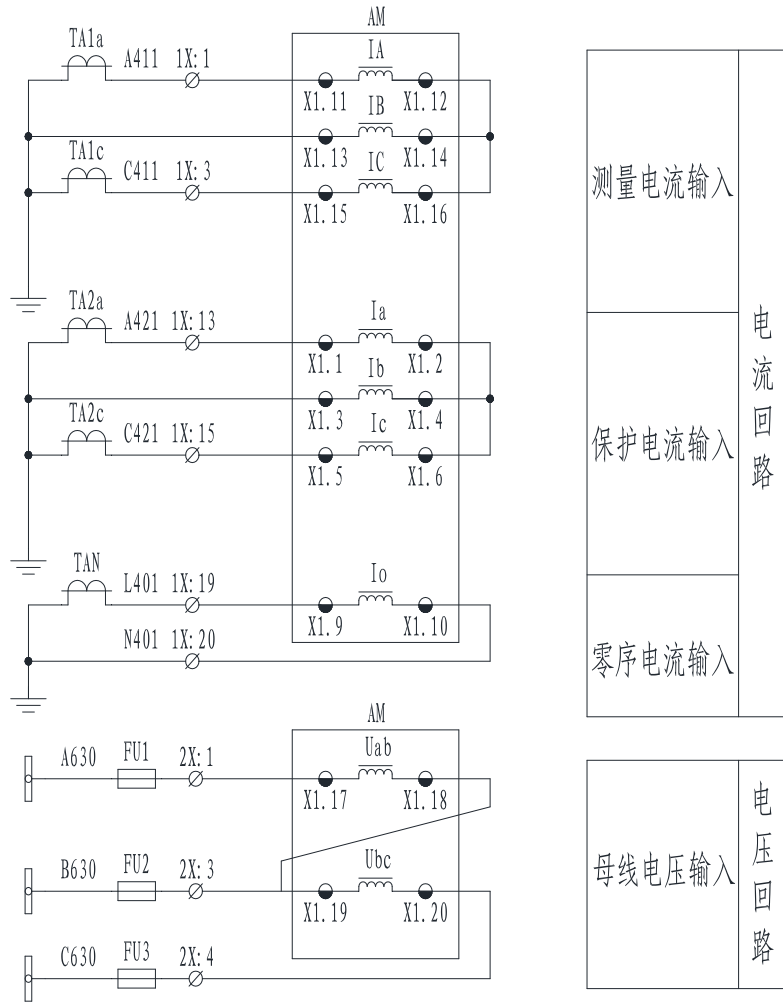 AM
TA1a A411 1X:1 IA
X1.11 X1.12
IB
TA1c X1.13 X1.14
C411 1X:3 IC
X1.15 X1.16
测量电流输入
TA2a A421 1X:13 Ia
X1.1 X1.2
Ib
TA2c X1.3 X1.4
C421 1X:15 Ic
X1.5 X1.6
保护电流输入
电流回路
TAN L401 1X:19 Io
X1.9 X1.10
N401 1X:20
零序电流输入
AM
A630 FU1 2X:1 Uab
X1.17 X1.18
B630 FU2 2X:3 Ubc
X1.19 X1.20
C630 FU3 2X:4
母线电压输入
电压回路